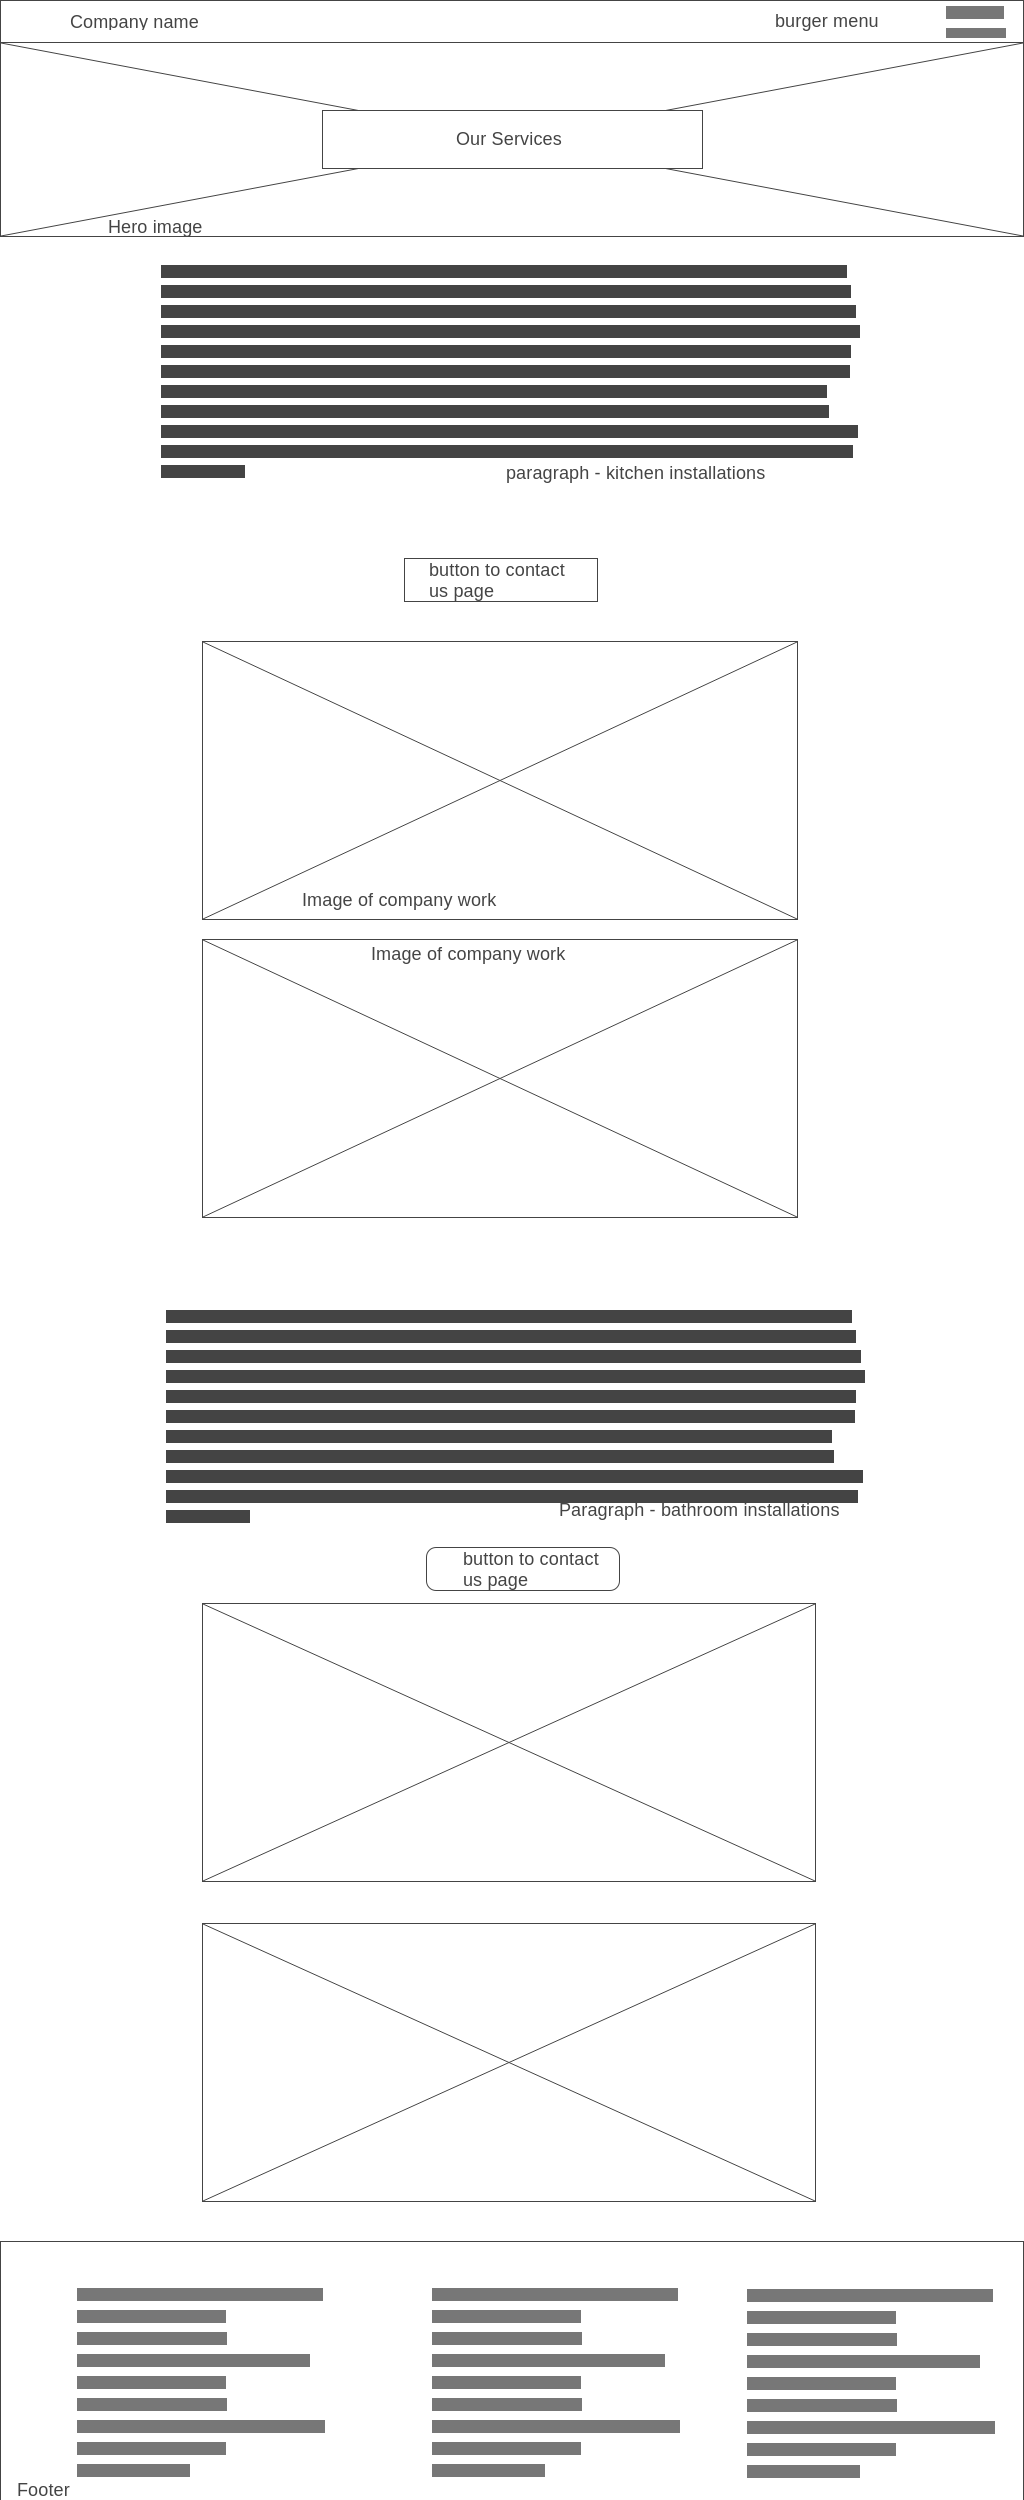 Company name
burger menu
Our Services
Hero image
paragraph - kitchen installations
button to contact
us page
Image of company work
Image of company work
Paragraph - bathroom installations
button to contact
us page
Footer